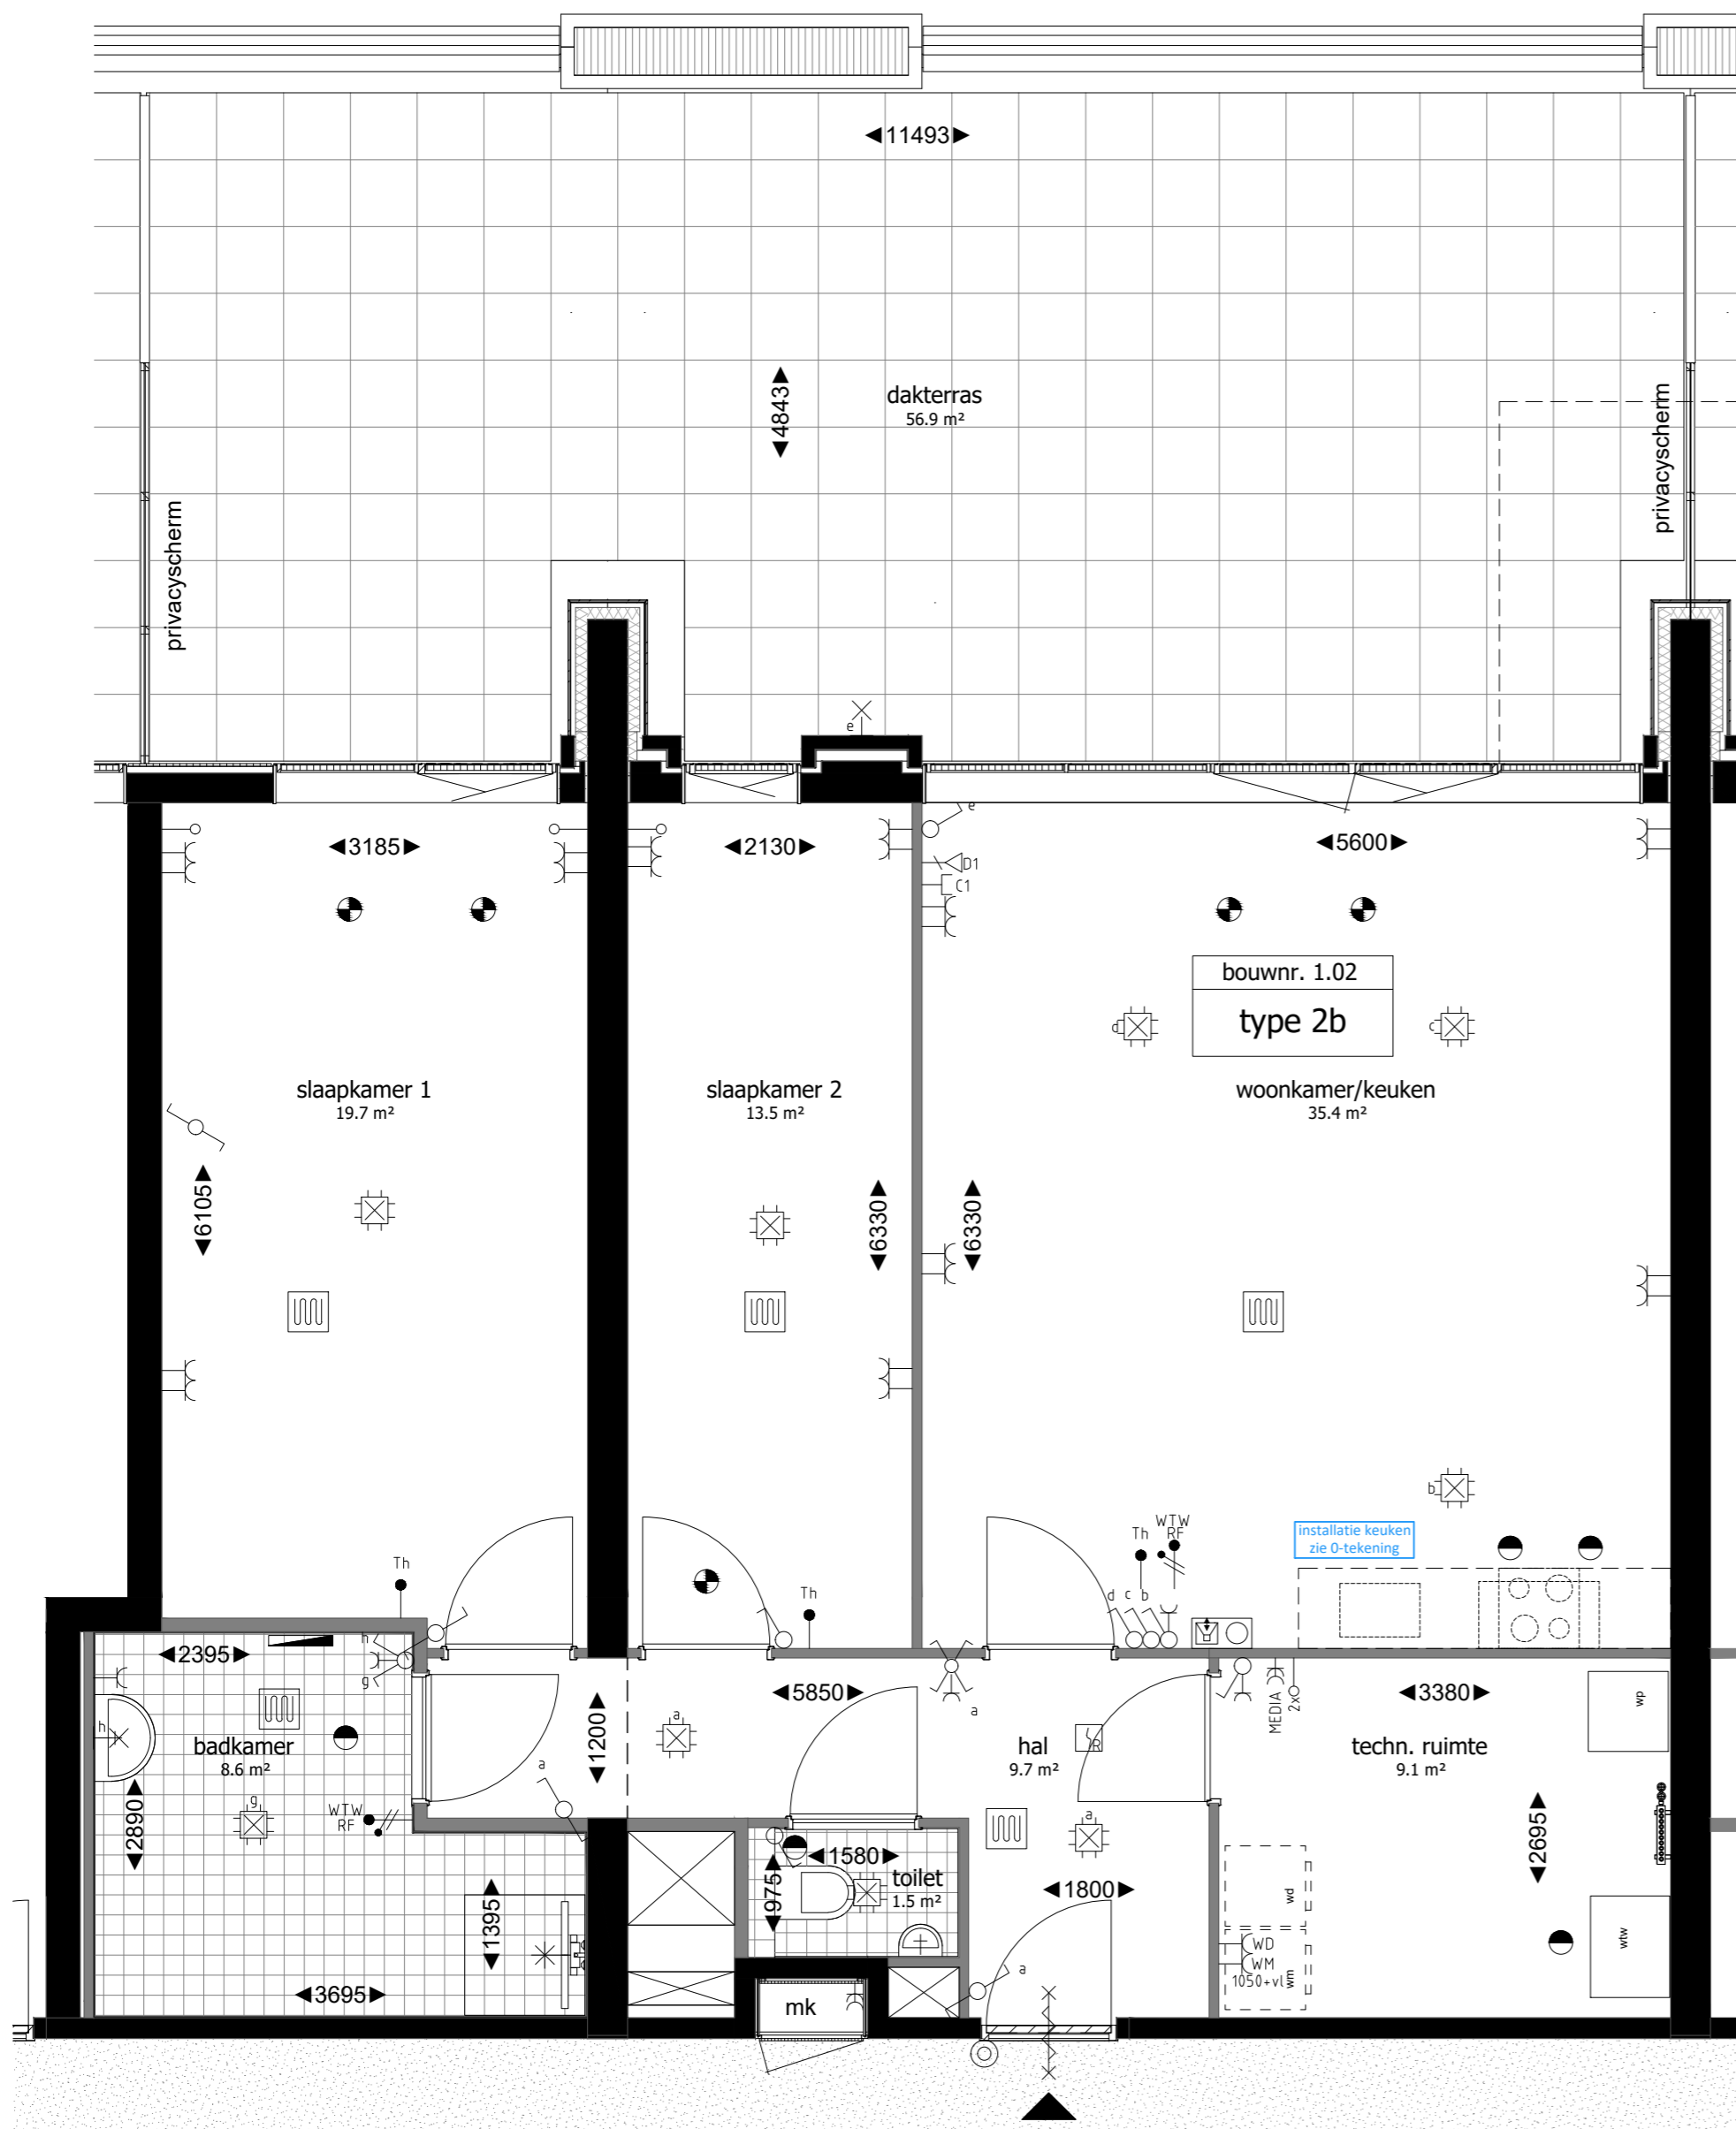 11493
4843
dakterras
56.9 m²
privacyscherm
privacyscherm
e
e
3185
2130
5600
D1
C1
bouwnr. 1.02
type 2b
d
c
slaapkamer 1
19.7 m²
slaapkamer 2
13.5 m²
woonkamer/keuken
35.4 m²
6105
6330
6330
b
installatie keuken
zie 0-tekening
Th
Th
Th
WTW
RF
d
c
b
2395
h
g
5850
a
MEDIA
2x
3380
wp
h
badkamer
8.6 m²
1200
a
a
hal
9.7 m²
R
techn. ruimte
9.1 m²
2890
g
WTW
RF
a
2695
1580
975
toilet
1.5 m²
1800
wd
1395
WD
WM
1050+vl
wm
wtw
3695
mk
a